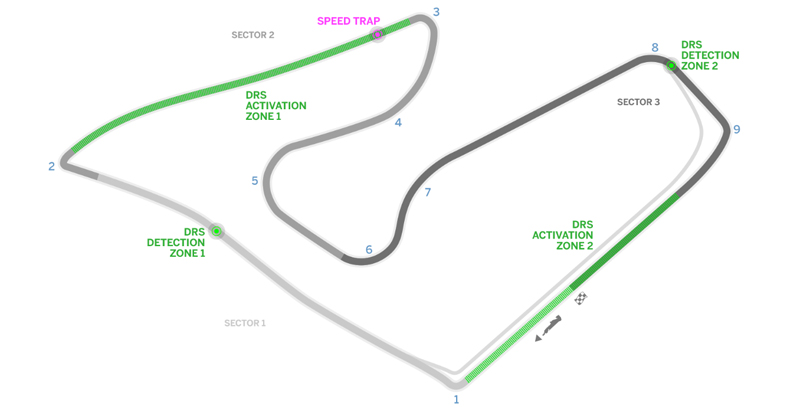 SPEED TRAP
3
SECTOR 2
8
DRS
DETECTION
ZONE 2
DRS
ACTIVATION
ZONE 1
SECTOR 3
4
9
2
5
7
DRS
DETECTION
ZONE 1
6
DRS
ACTIVATION
ZONE 2
SECTOR 1
1